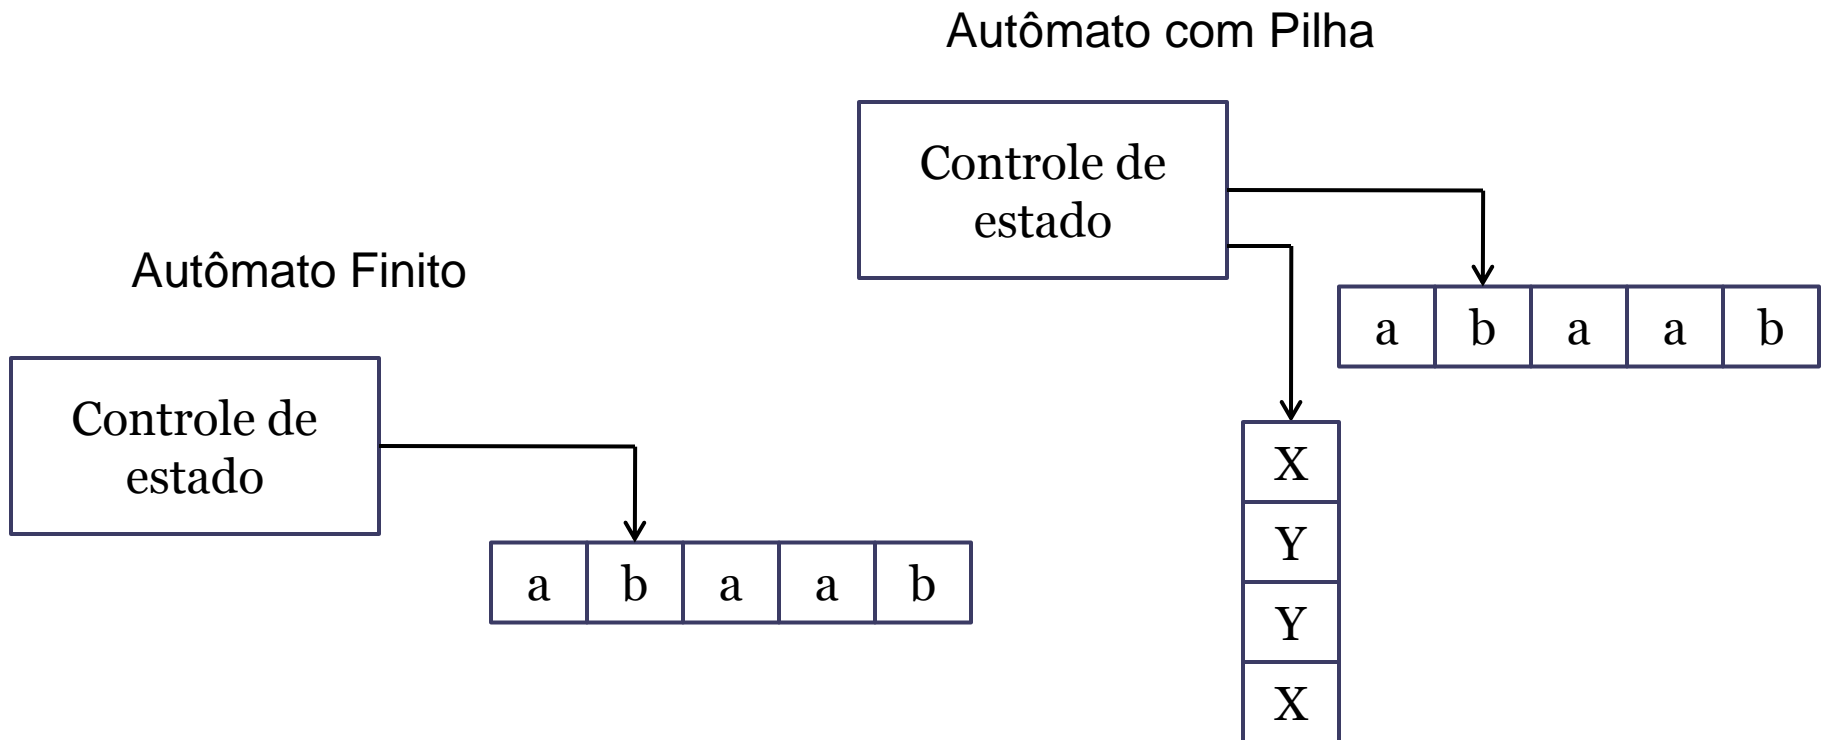 Autômato com Pilha
Controle de
estado
a b a a b
X
Y
Y
X
Autômato Finito
Controle de
estado
a b a a b